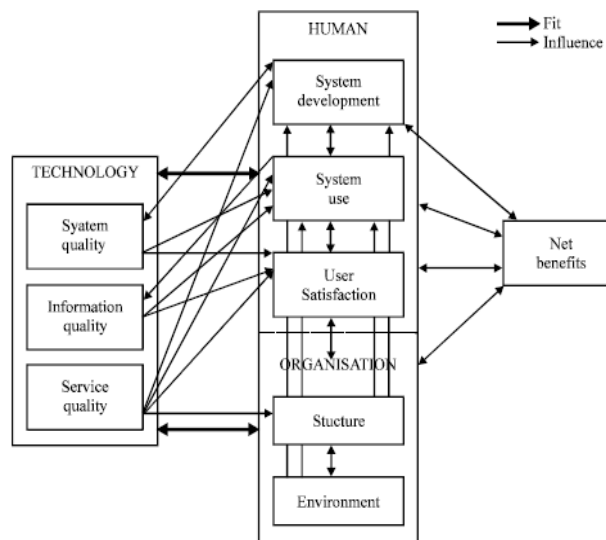 HUMAN
Fit
Influence
System
development
TECHNOLOGY
System
use
Syatem
quality
Net
benefits
User
Satisfaction
Information
quality
ORGANISATION
Service
quality
Stucture
Environment